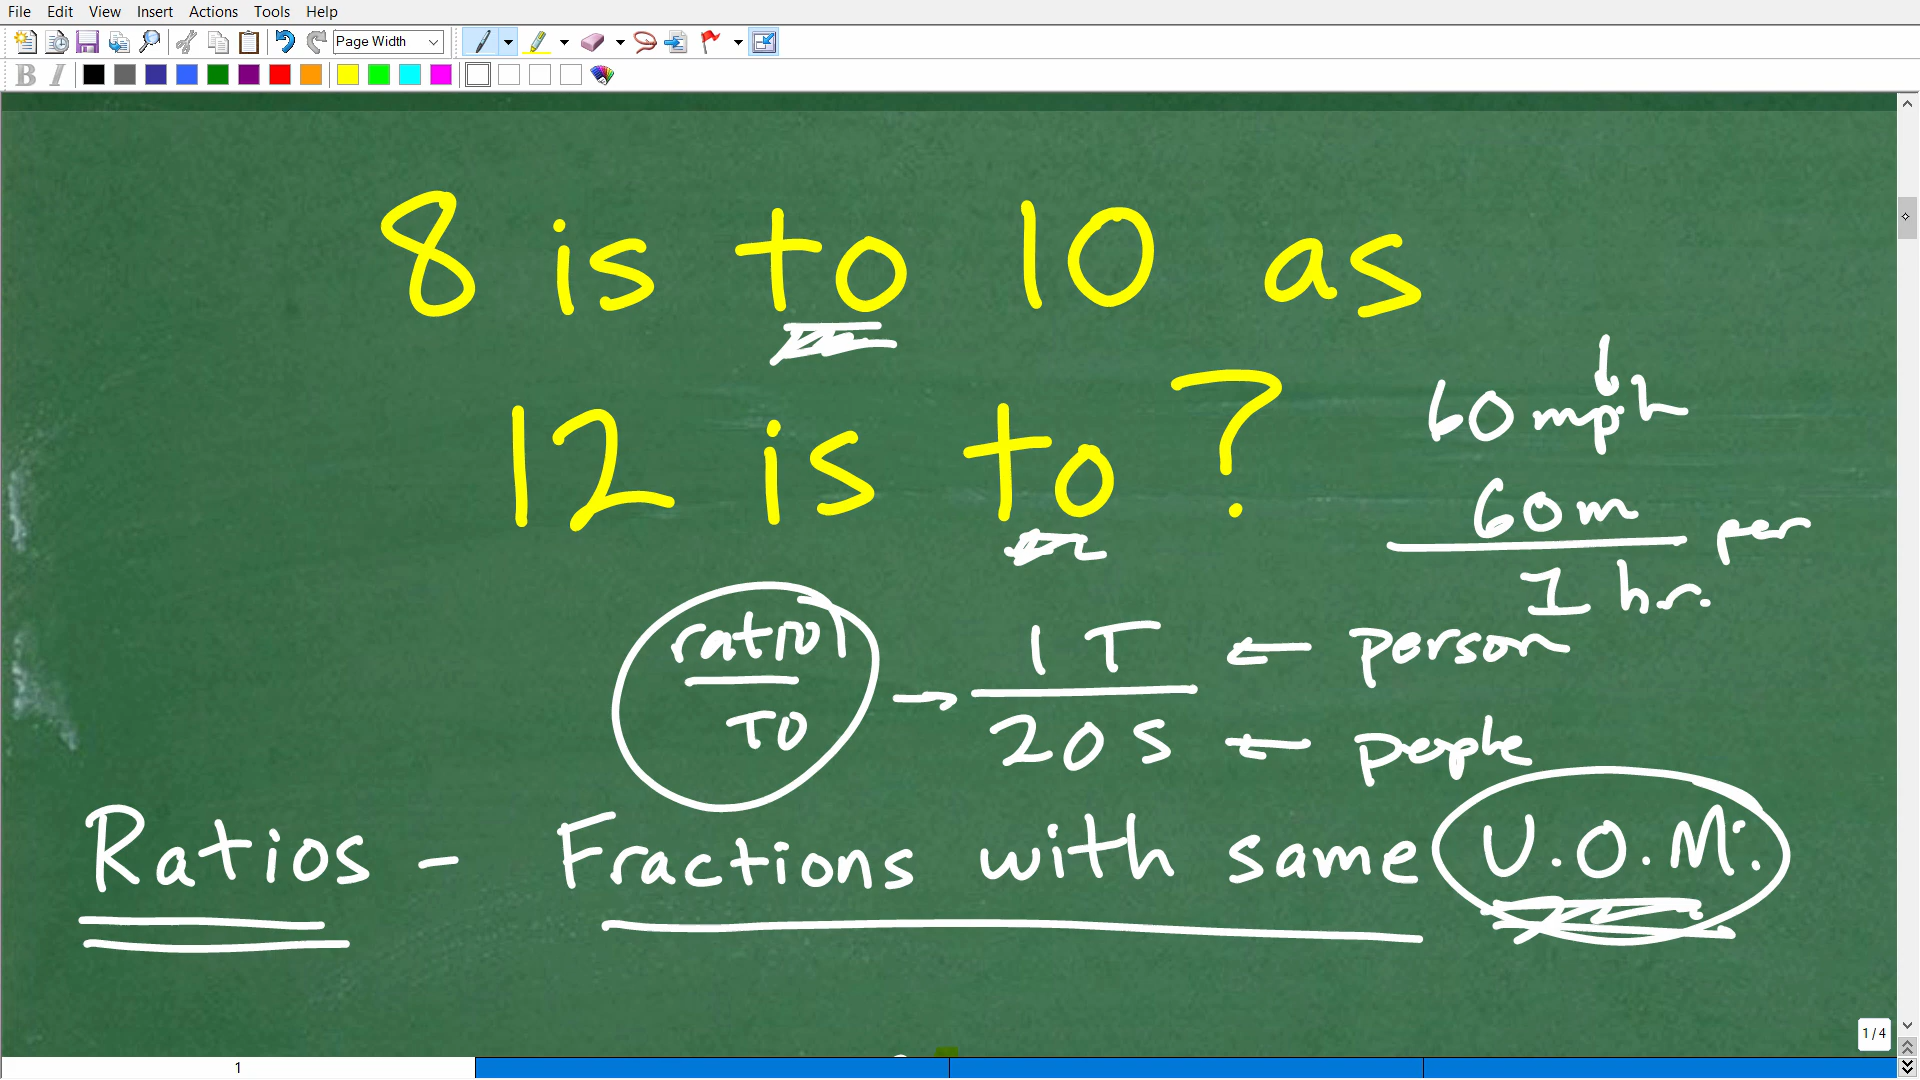 File Edit View Insert Actions Tools Help
Page Width
B I
8 is to 10 as
12 is to ?
60 mph
60 m per
1 hr.
ratio 1 T ← person
TO → 20 S ← people
Ratios - Fractions with same U.O.M.
1 / 4
1